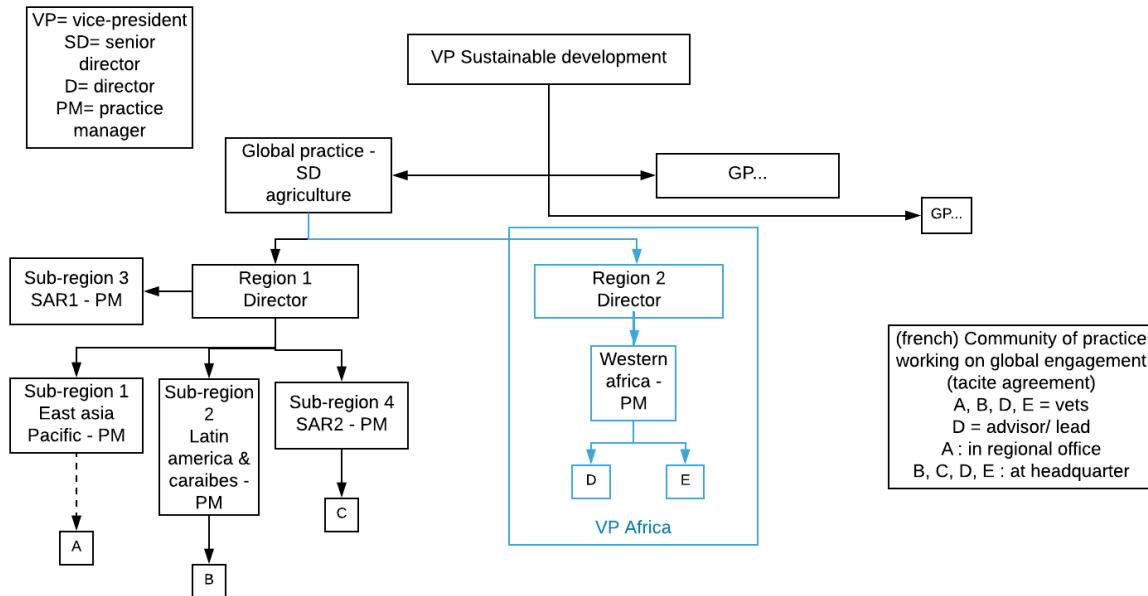 VP= vice-president
SD= senior
director
D= director
PM= practice
manager
VP Sustainable development
Global practice -
SD
agriculture
GP...
GP...
Sub-region 3
SAR1 - PM
Region 1
Director
Region 2
Director
Sub-region 1
East asia
Pacific - PM
Sub-region
2
Latin
america &
caraibes -
PM
Sub-region 4
SAR2 - PM
Western
africa -
PM
(french) Community of practice
working on global engagement
(tacite agreement)
A, B, D, E = vets
D = advisor/ lead
A : in regional office
B, C, D, E : at headquarter
A
B
C
D
E
VP Africa